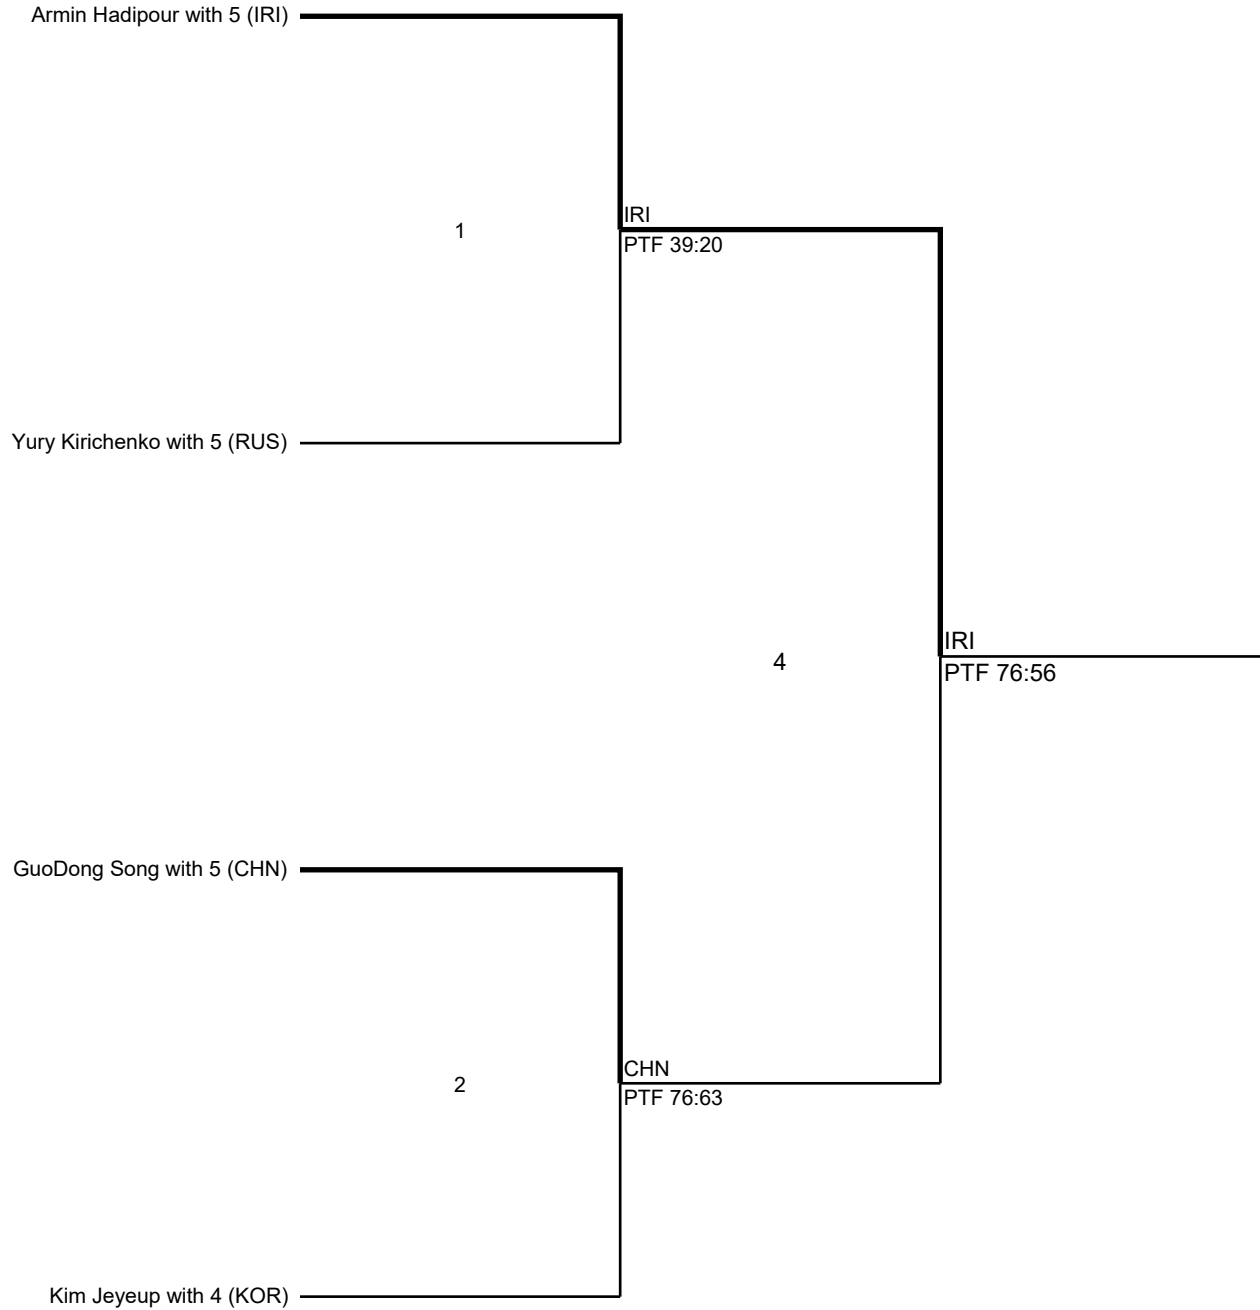 Armin Hadipour with 5 (IRI)
1
IRI
PTF 39:20
Yury Kirichenko with 5 (RUS)
4
IRI
PTF 76:56
GuoDong Song with 5 (CHN)
2
CHN
PTF 76:63
Kim Jeyeup with 4 (KOR)